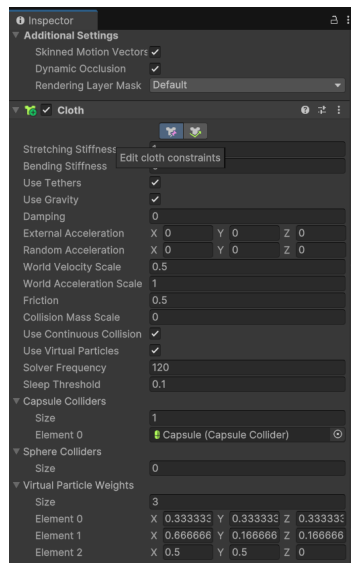 Inspector
Additional Settings
Skinned Motion Vectors
Dynamic Occlusion
Rendering Layer Mask Default
Cloth
Stretching Stiffness
Edit cloth constraints
Bending Stiffness
Use Tethers
Use Gravity
Damping 0
External Acceleration X 0 Y 0 Z 0
Random Acceleration X 0 Y 0 Z 0
World Velocity Scale 0.5
World Acceleration Scale 1
Friction 0.5
Collision Mass Scale 0
Use Continuous Collision
Use Virtual Particles
Solver Frequency 120
Sleep Threshold 0.1
Capsule Colliders
Size 1
Element 0 Capsule (Capsule Collider)
Sphere Colliders
Size 0
Virtual Particle Weights
Size 3
Element 0 X 0.333333 Y 0.333333 Z 0.333333
Element 1 X 0.666666 Y 0.166666 Z 0.166666
Element 2 X 0.5 Y 0.5 Z 0